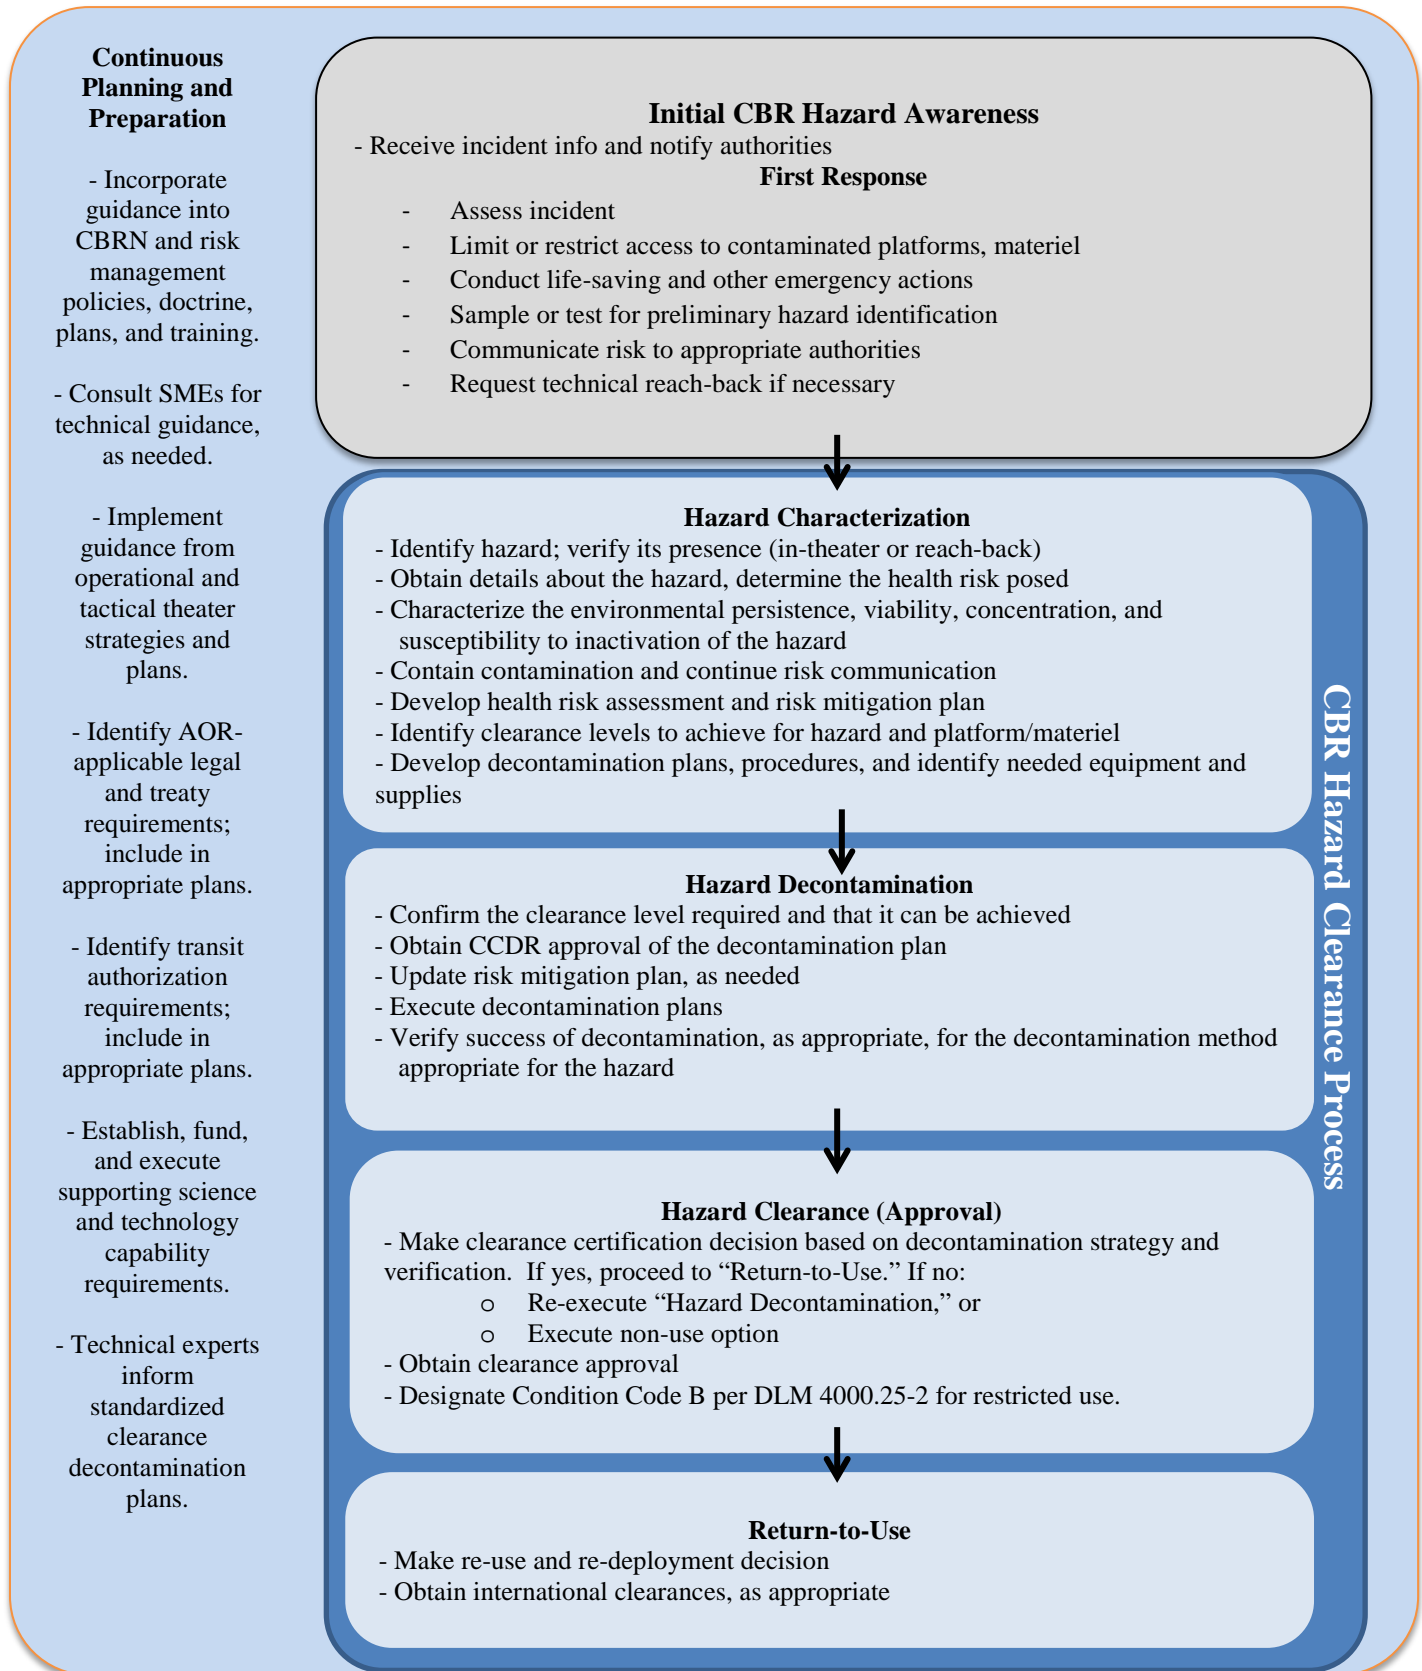 Continuous
Planning and
Preparation
- Incorporate
guidance into
CBRN and risk
management
policies, doctrine,
plans, and training.
- Consult SMEs for
technical guidance,
as needed.
- Implement
guidance from
operational and
tactical theater
strategies and
plans.
- Identify AOR-
applicable legal
and treaty
requirements;
include in
appropriate plans.
- Identify transit
authorization
requirements;
include in
appropriate plans.
- Establish, fund,
and execute
supporting science
and technology
capability
requirements.
- Technical experts
inform
standardized
clearance
decontamination
plans.
Initial CBR Hazard Awareness
- Receive incident info and notify authorities
First Response
- Assess incident
- Limit or restrict access to contaminated platforms, materiel
- Conduct life-saving and other emergency actions
- Sample or test for preliminary hazard identification
- Communicate risk to appropriate authorities
- Request technical reach-back if necessary
Hazard Characterization
- Identify hazard; verify its presence (in-theater or reach-back)
- Obtain details about the hazard, determine the health risk posed
- Characterize the environmental persistence, viability, concentration, and
susceptibility to inactivation of the hazard
- Contain contamination and continue risk communication
- Develop health risk assessment and risk mitigation plan
- Identify clearance levels to achieve for hazard and platform/materiel
- Develop decontamination plans, procedures, and identify needed equipment and
supplies
Hazard Decontamination
- Confirm the clearance level required and that it can be achieved
- Obtain CCDR approval of the decontamination plan
- Update risk mitigation plan, as needed
- Execute decontamination plans
- Verify success of decontamination, as appropriate, for the decontamination method
appropriate for the hazard
Hazard Clearance (Approval)
- Make clearance certification decision based on decontamination strategy and
verification.  If yes, proceed to “Return-to-Use.” If no:
o Re-execute “Hazard Decontamination,” or
o Execute non-use option
- Obtain clearance approval
- Designate Condition Code B per DLM 4000.25-2 for restricted use.
Return-to-Use
- Make re-use and re-deployment decision
- Obtain international clearances, as appropriate
CBR Hazard Clearance Process